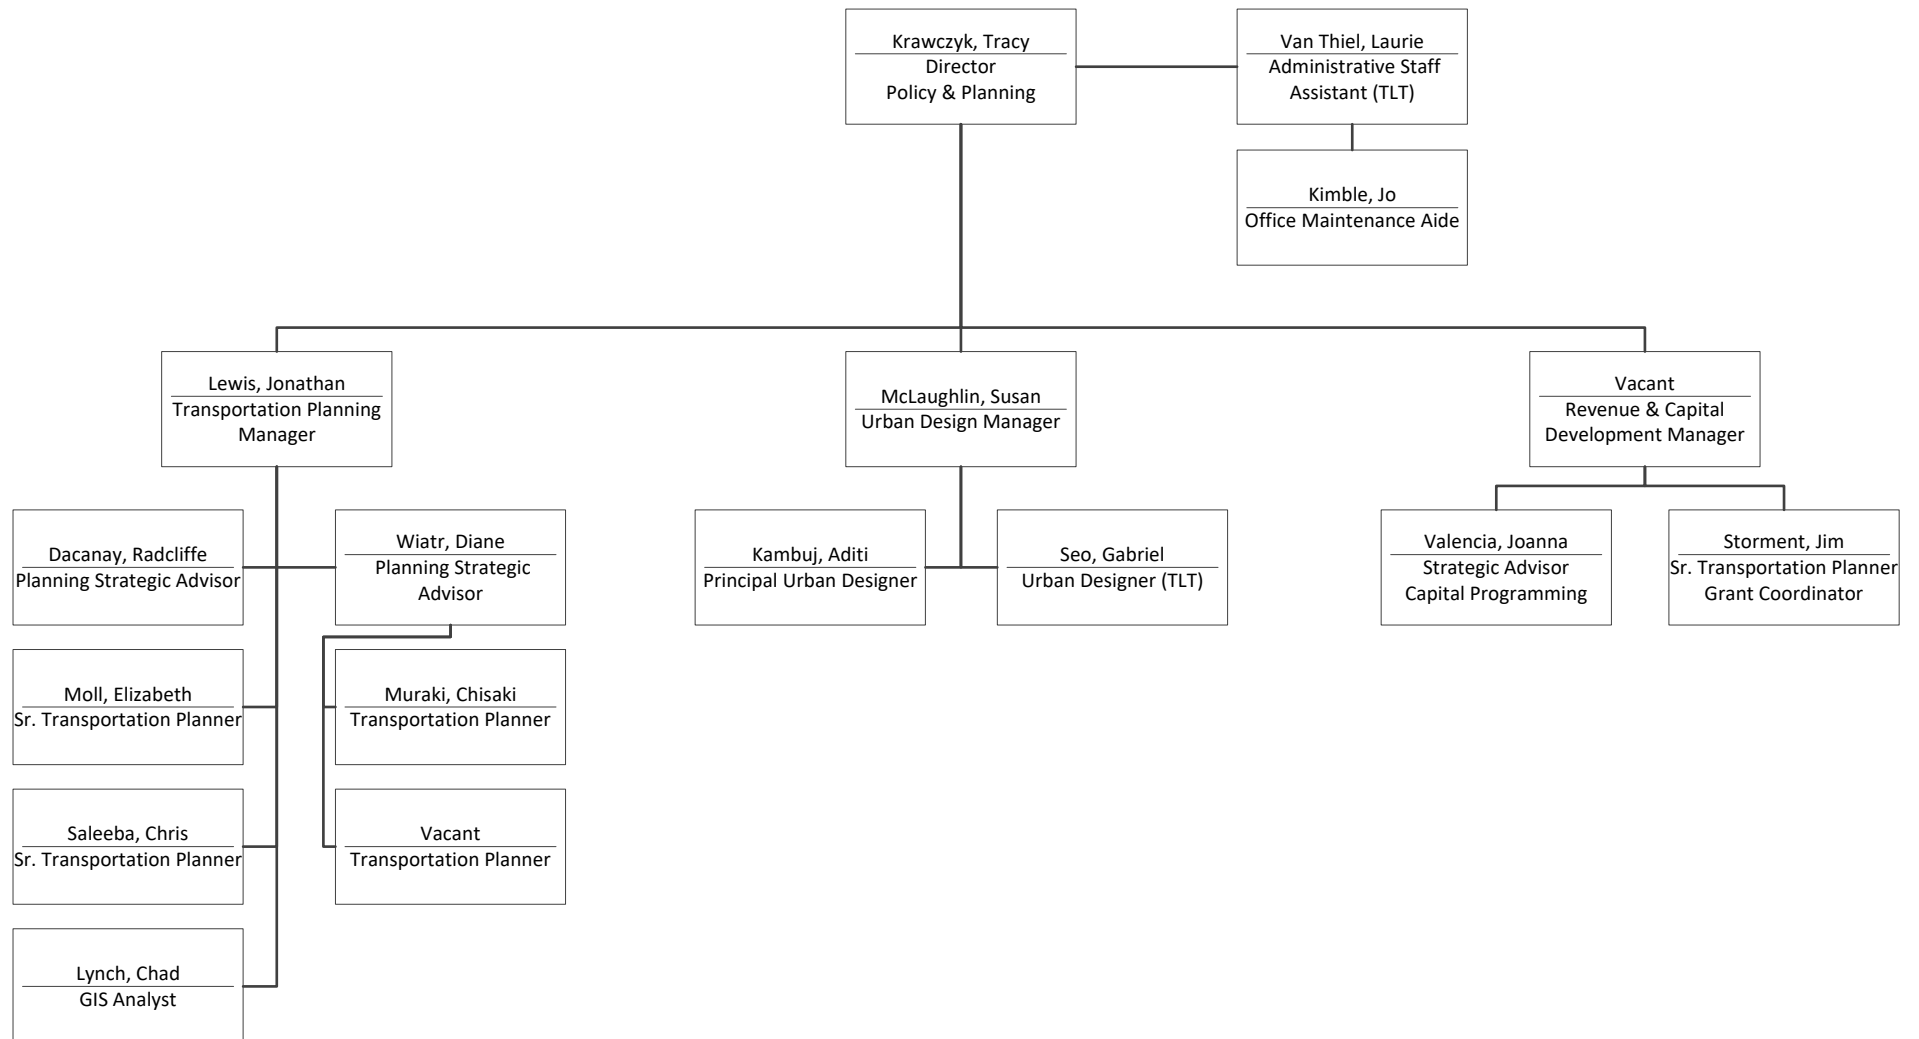 Krawczyk, Tracy
Director
Policy & Planning
Van Thiel, Laurie
Administrative Staff
Assistant (TLT)
Kimble, Jo
Office Maintenance Aide
Lewis, Jonathan
Transportation Planning
Manager
McLaughlin, Susan
Urban Design Manager
Vacant
Revenue & Capital
Development Manager
Dacanay, Radcliffe
Planning Strategic Advisor
Wiatr, Diane
Planning Strategic
Advisor
Kambuj, Aditi
Principal Urban Designer
Seo, Gabriel
Urban Designer (TLT)
Valencia, Joanna
Strategic Advisor
Capital Programming
Storment, Jim
Sr. Transportation Planner
Grant Coordinator
Moll, Elizabeth
Sr. Transportation Planner
Muraki, Chisaki
Transportation Planner
Saleeba, Chris
Sr. Transportation Planner
Vacant
Transportation Planner
Lynch, Chad
GIS Analyst